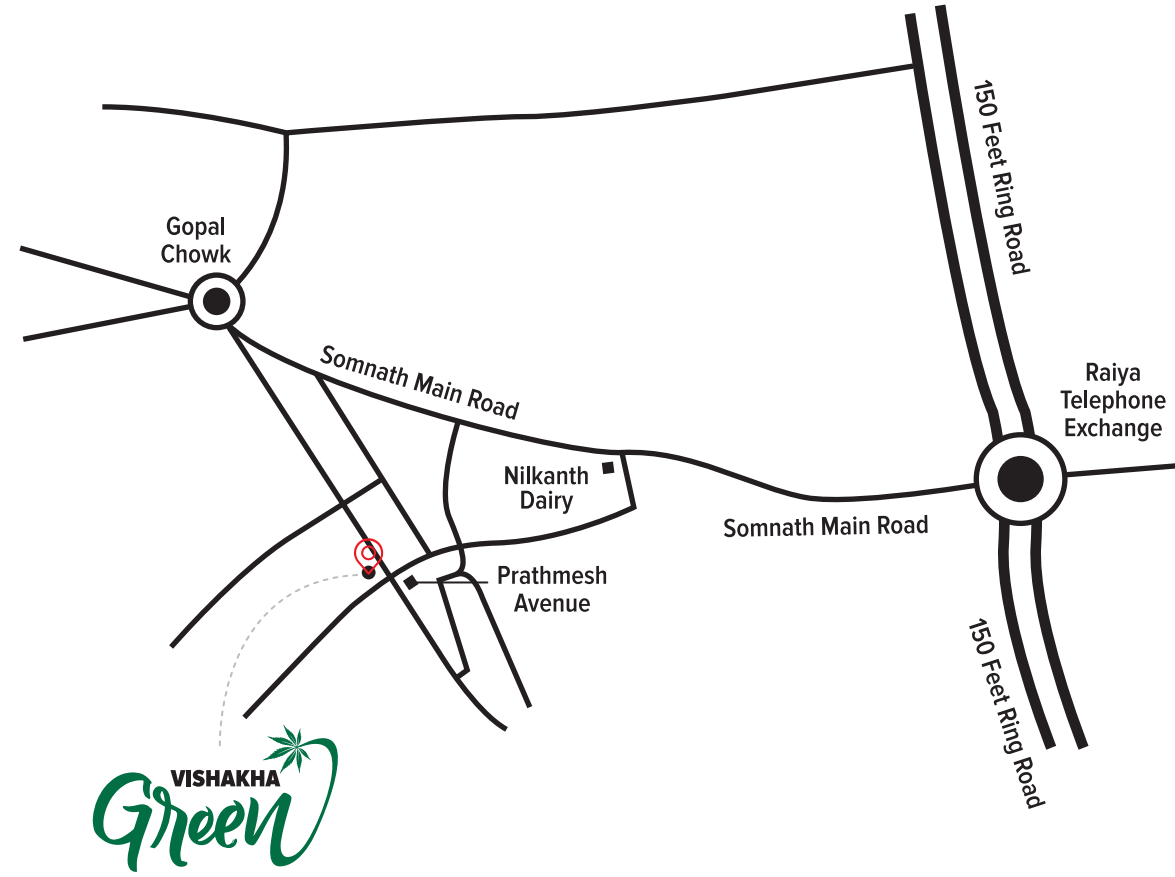 150 Feet Ring Road
Gopal
Chowk
Somnath Main Road
Raiya
Telephone
Exchange
Nilkanth
Dairy
Somnath Main Road
Prathmesh
Avenue
150 Feet Ring Road
VISHAKHA
Green